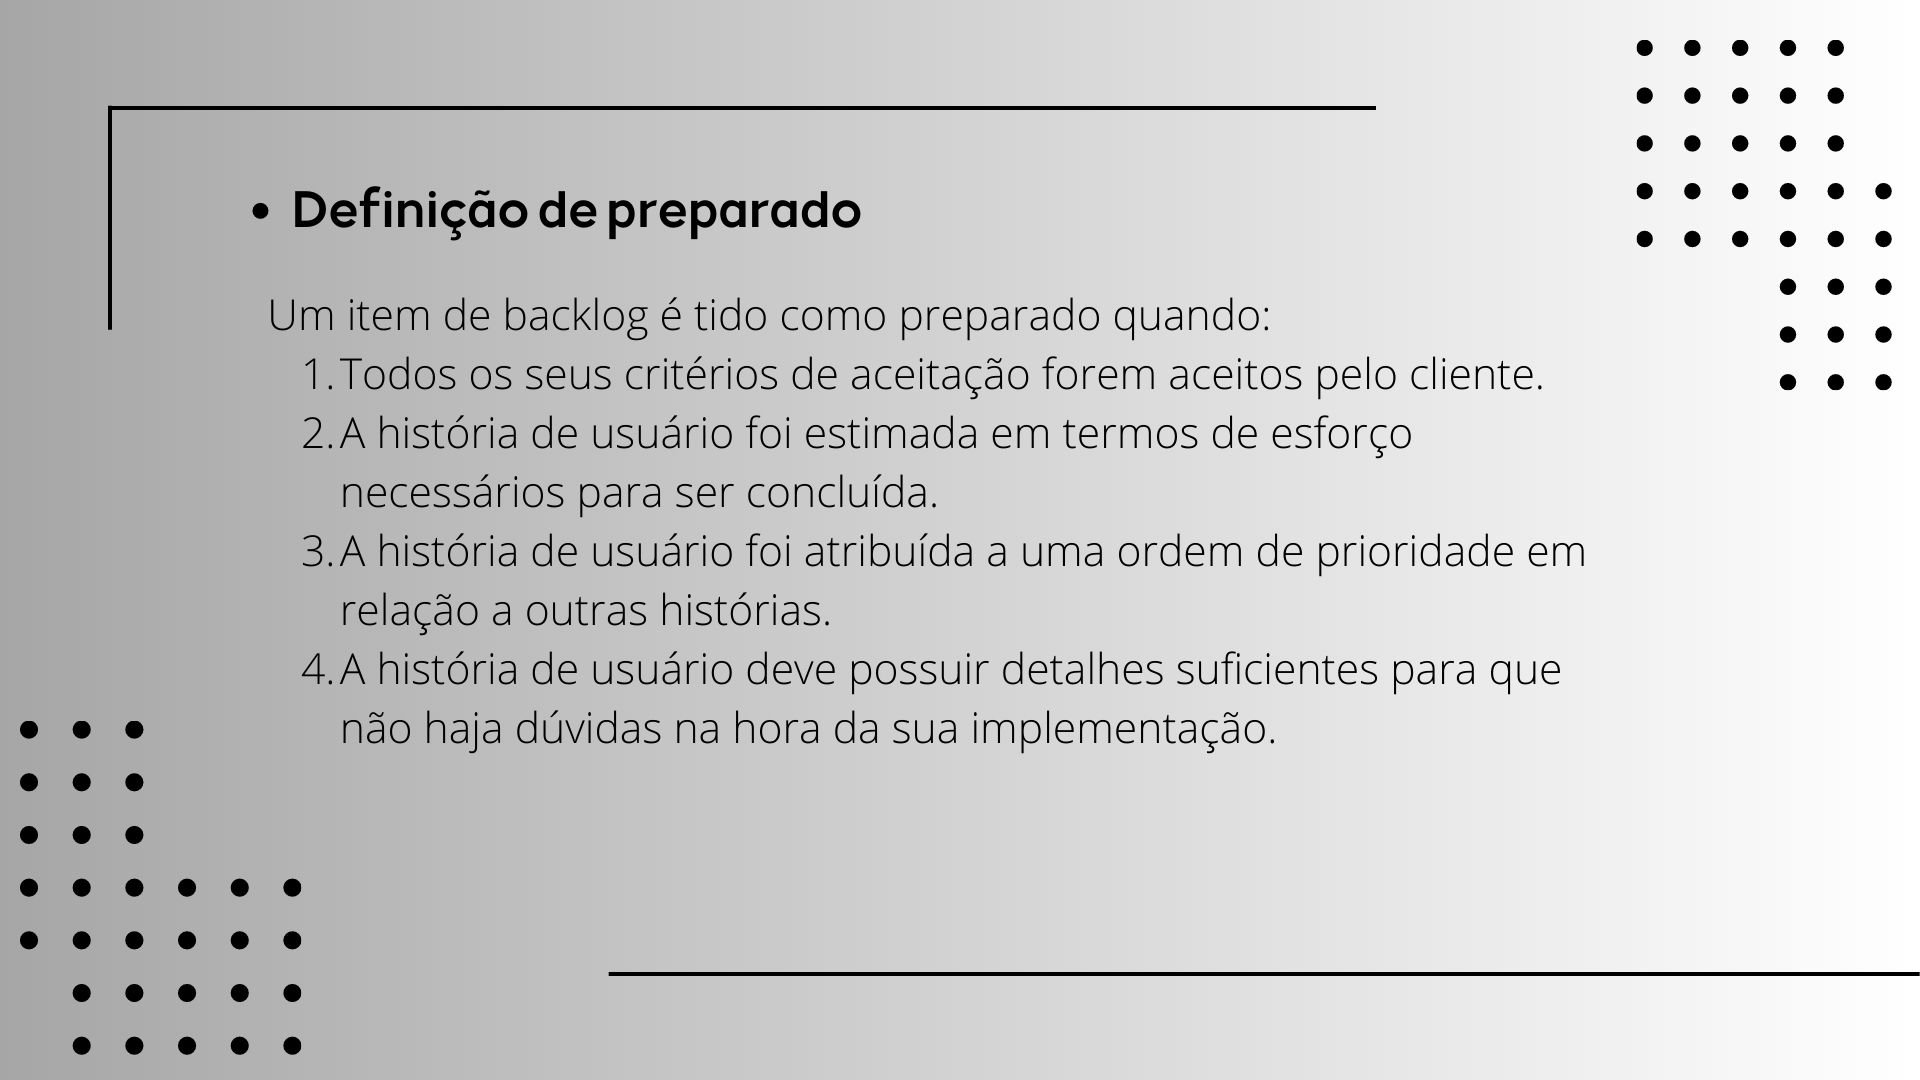 • Definição de preparado
Um item de backlog é tido como preparado quando:
1. Todos os seus critérios de aceitação forem aceitos pelo cliente.
2. A história de usuário foi estimada em termos de esforço
necessários para ser concluída.
3. A história de usuário foi atribuída a uma ordem de prioridade em
relação a outras histórias.
4. A história de usuário deve possuir detalhes suficientes para que
não haja dúvidas na hora da sua implementação.